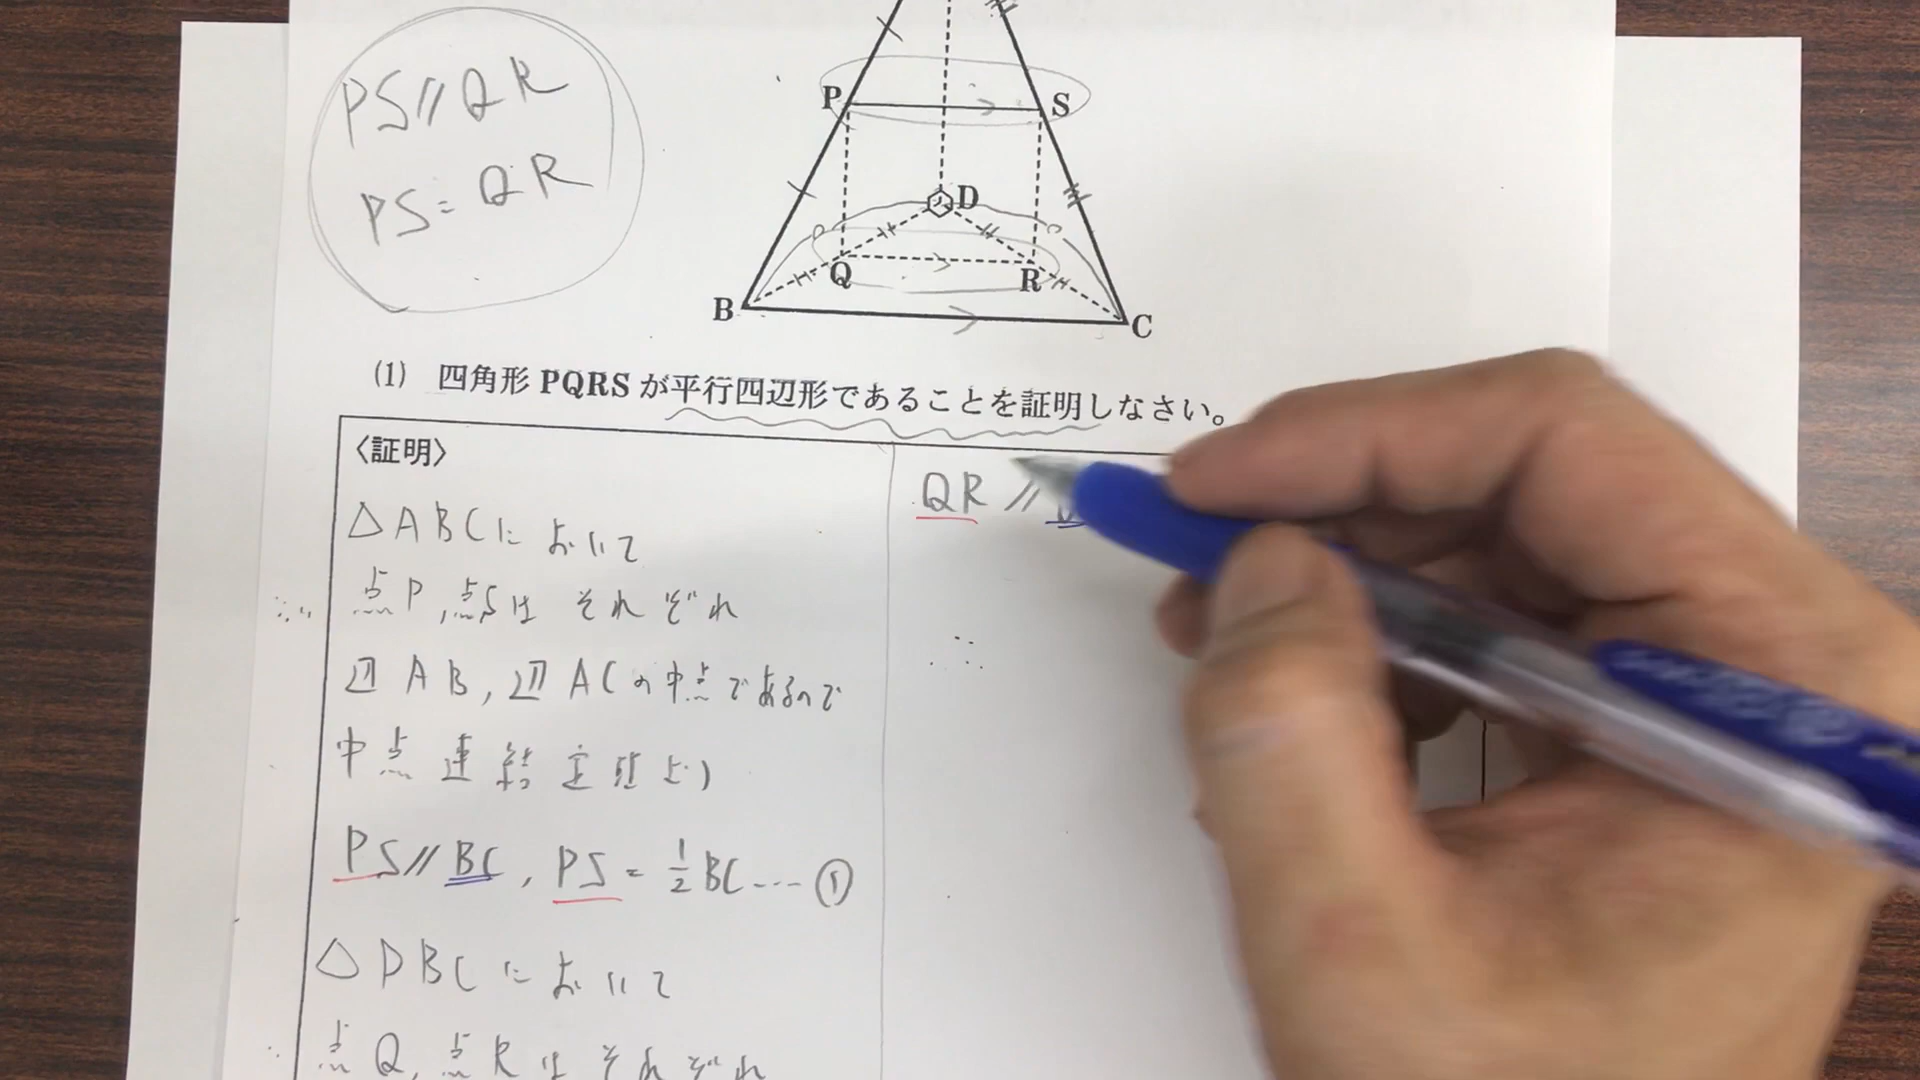 PS//QR
PS=QR
P
S
D
Q
R
B
C
(1) 四角形PQRSが平行四辺形であることを証明しなさい。
〈証明〉
△ABCにおいて
点P,点Sは それぞれ
辺AB,辺ACの中点であるので
中点連結定理より
PS//BC, PS=1/2BC…①
△DBCにおいて
点Q,点Rは それぞれ
QR //